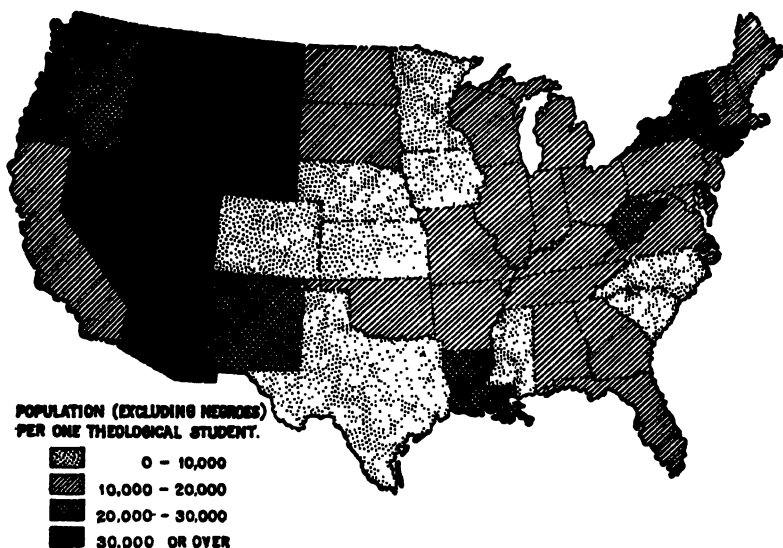 POPULATION (EXCLUDING NEGROSS)
PER ONE THEOLOGICAL STUDENT.
0 - 10,000
10,000 - 20,000
20,000 - 30,000
30,000 OR OVER